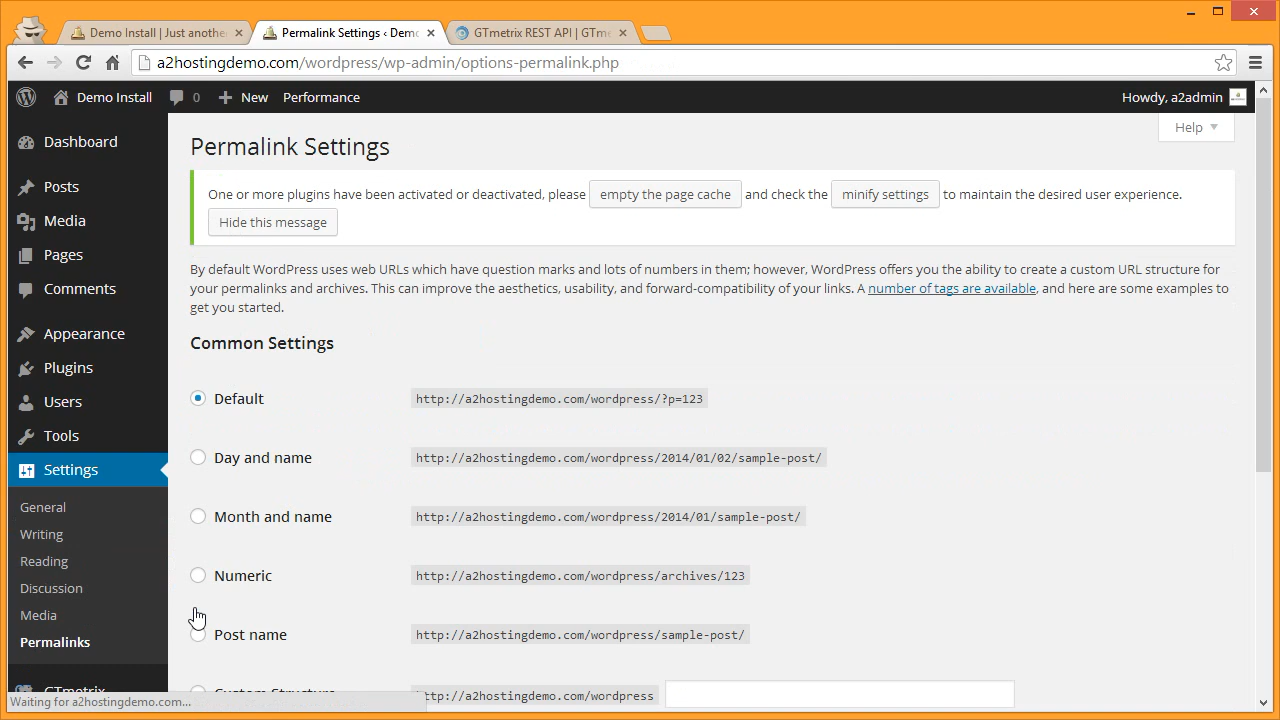 Demo Install | Just anothe
Permalink Settings ‹ Demo
GTmetrix REST API | GTme
a2hostingdemo.com/wordpress/wp-admin/options-permalink.php
Demo Install
0
New
Performance
Howdy, a2admin
Help
Dashboard
Posts
Media
Pages
Comments
Appearance
Plugins
Users
Tools
Settings
General
Writing
Reading
Discussion
Media
Permalinks
GTmetrix
Permalink Settings
One or more plugins have been activated or deactivated, please empty the page cache and check the minify settings to maintain the desired user experience.
Hide this message
By default WordPress uses web URLs which have question marks and lots of numbers in them; however, WordPress offers you the ability to create a custom URL structure for
your permalinks and archives. This can improve the aesthetics, usability, and forward-compatibility of your links. A number of tags are available, and here are some examples to
get you started.
Common Settings
Default http://a2hostingdemo.com/wordpress/?p=123
Day and name http://a2hostingdemo.com/wordpress/2014/01/02/sample-post/
Month and name http://a2hostingdemo.com/wordpress/2014/01/sample-post/
Numeric http://a2hostingdemo.com/wordpress/archives/123
Post name http://a2hostingdemo.com/wordpress/sample-post/
Custom Structure http://a2hostingdemo.com/wordpress
Waiting for a2hostingdemo.com...